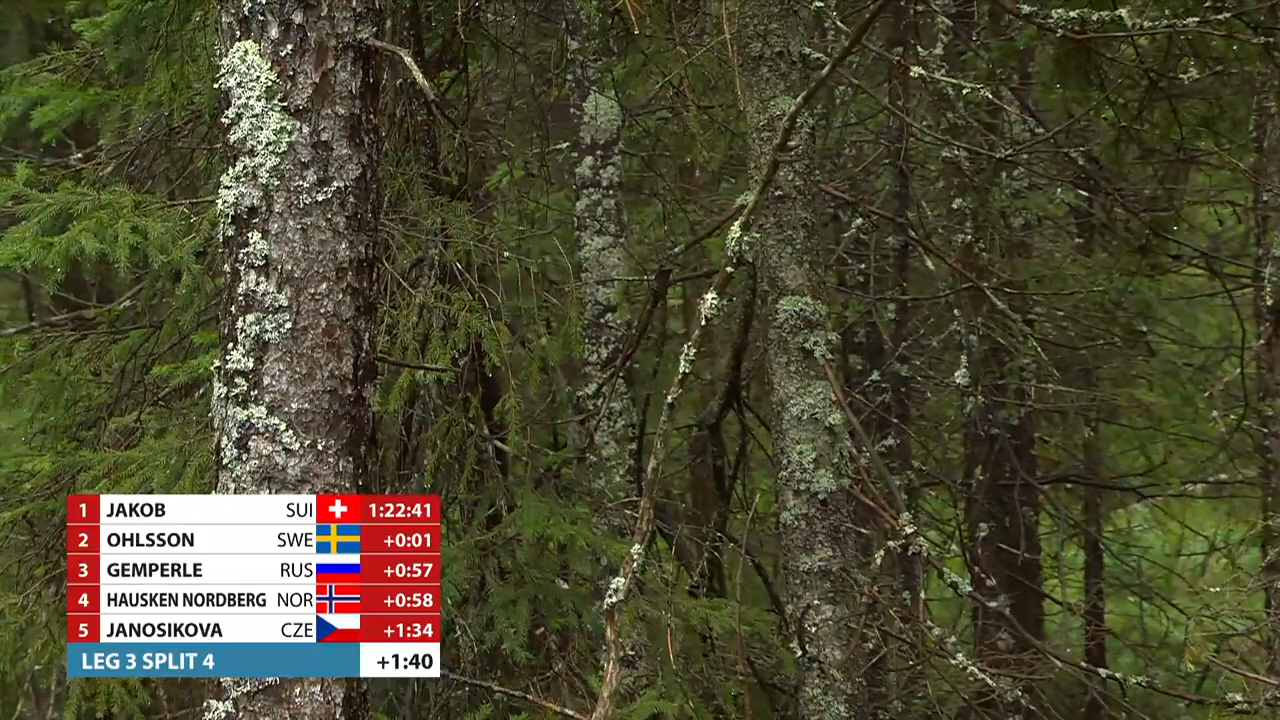 1 JAKOB SUI 1:22:41
2 OHLSSON SWE +0:01
3 GEMPERLE RUS +0:57
4 HAUSKEN NORDBERG NOR +0:58
5 JANOSIKOVA CZE +1:34
LEG 3 SPLIT 4 +1:40